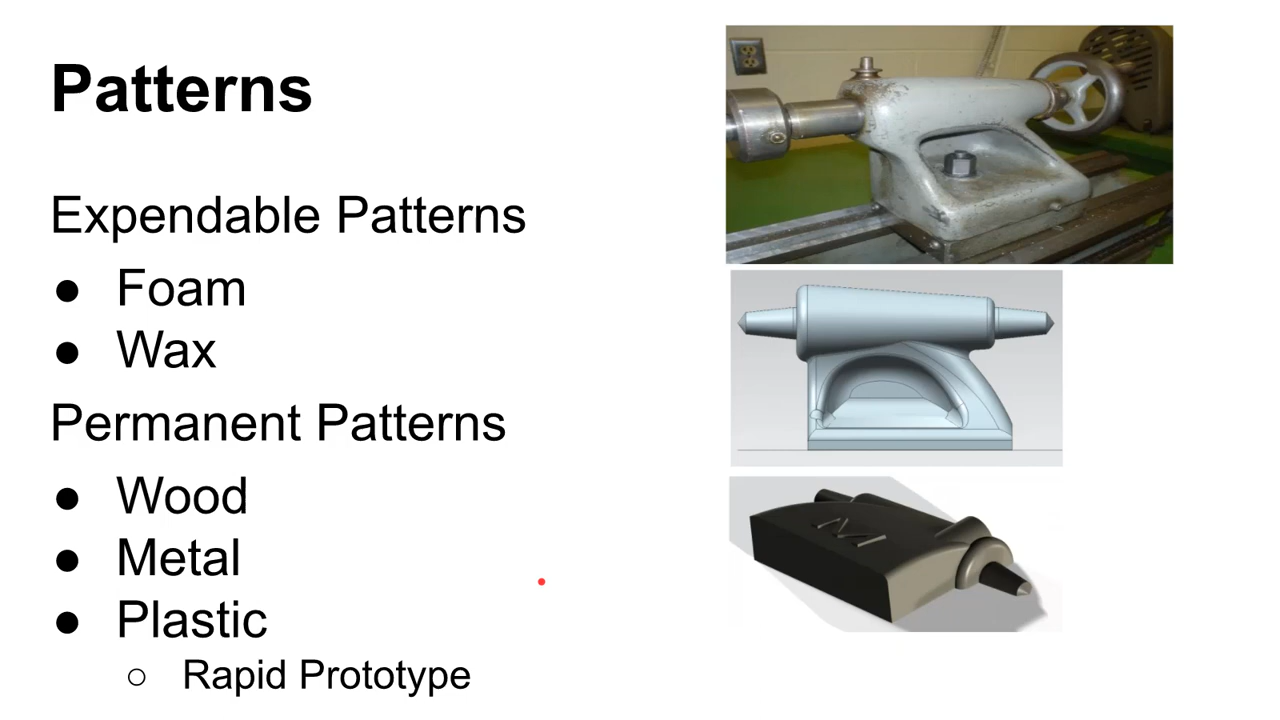 Patterns
Expendable Patterns
● Foam
● Wax
Permanent Patterns
● Wood
● Metal
● Plastic
○ Rapid Prototype